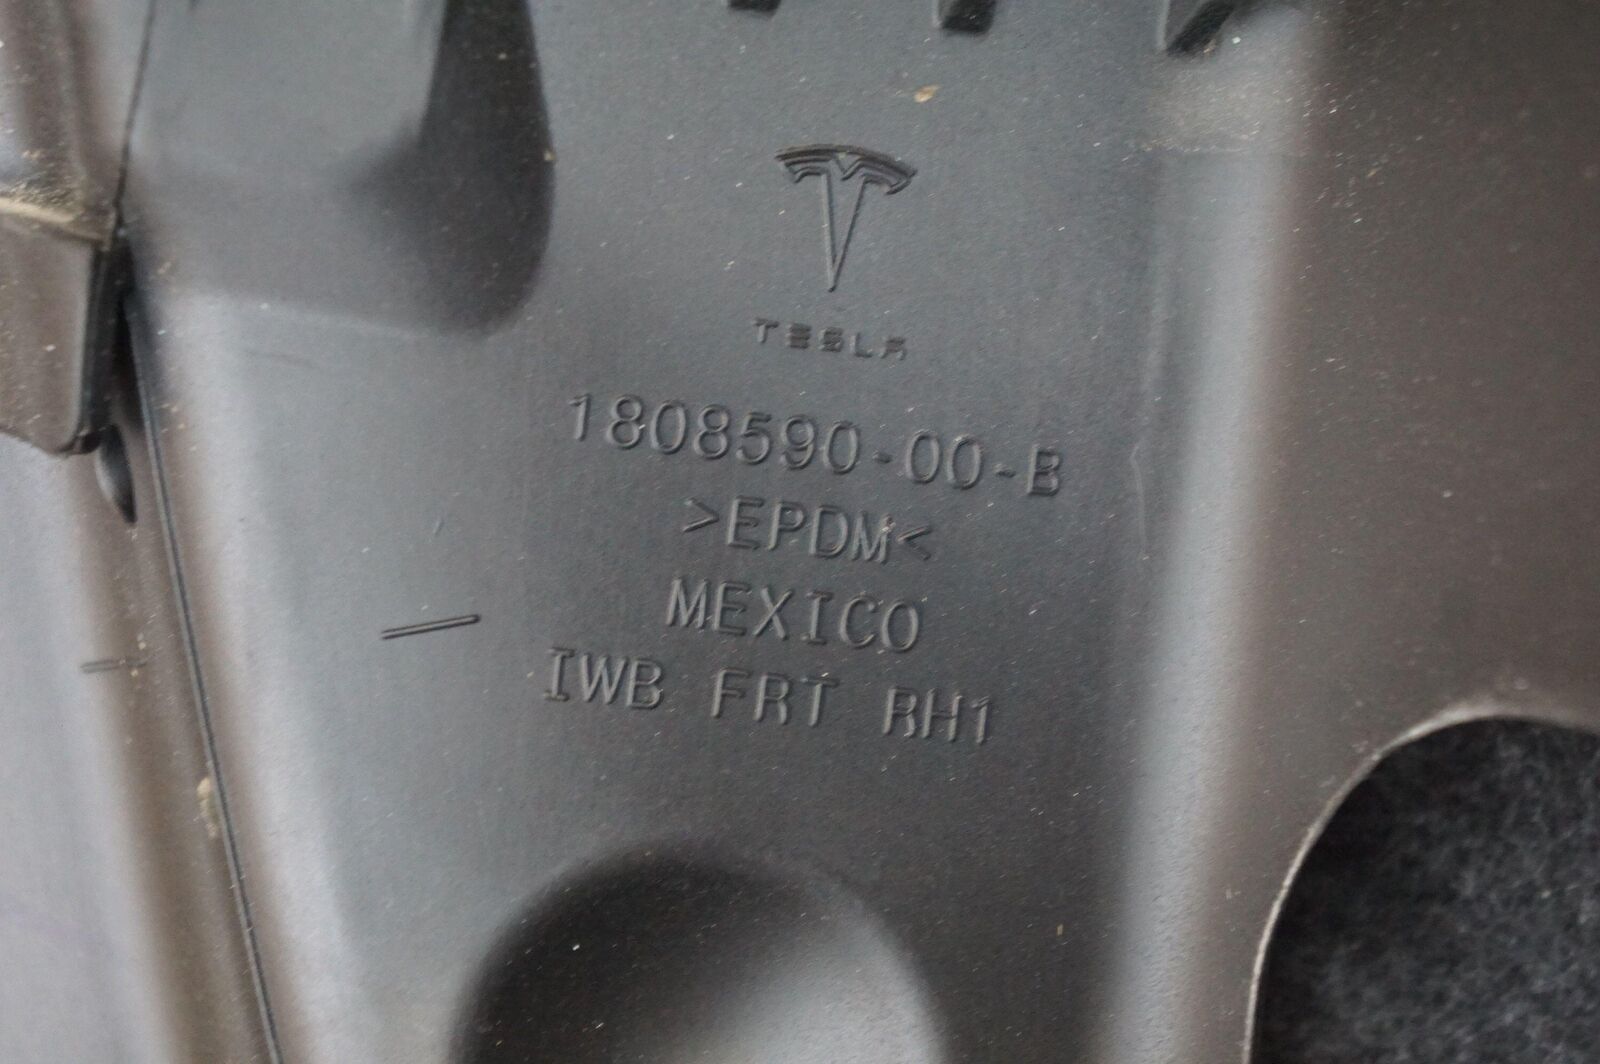 TESLA
1808590-00-B
>EPDM<
MEXICO
IWB FRT RH1